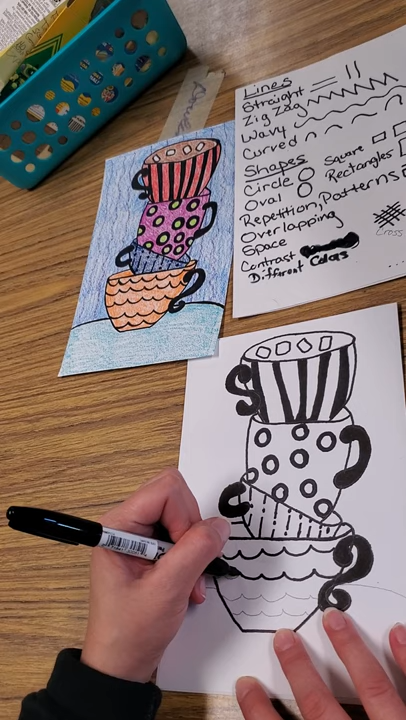 Lines
Straight
Zig Zag
Wavy
Curved
Shapes
Circle
Square
Oval
Rectangles
Repetition, Patterns
Overlapping
Space
Cross
Contrast
Different Colors